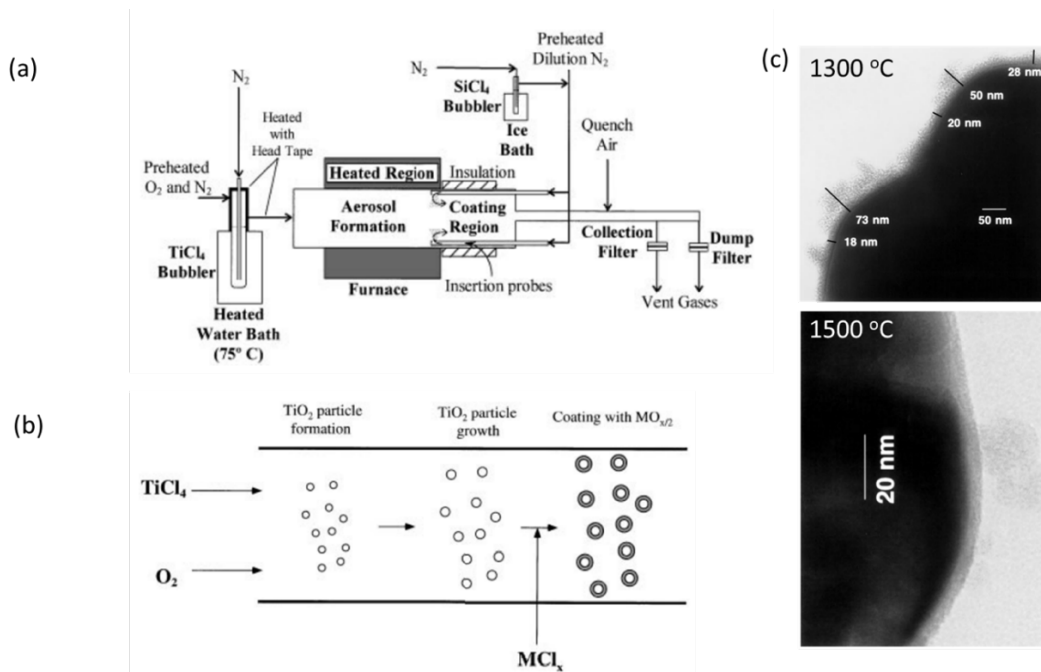 (a)
N₂
Heated
with
Head Tape
Preheated
O₂ and N₂
TiCl₄
Bubbler
Heated
Water Bath
(75º C)
Heated Region
Aerosol
Formation
Furnace
N₂
SiCl₄
Bubbler
Ice
Bath
Preheated
Dilution N₂
Insulation
Coating
Region
Insertion probes
Quench
Air
Collection
Filter
Dump
Filter
Vent Gases
(b)
TiO₂ particle
formation
TiO₂ particle
growth
Coating with MOₓ/₂
TiCl₄
O₂
MClₓ
(c)
1300 ºC
28 nm
50 nm
20 nm
50 nm
73 nm
18 nm
1500 ºC
20 nm